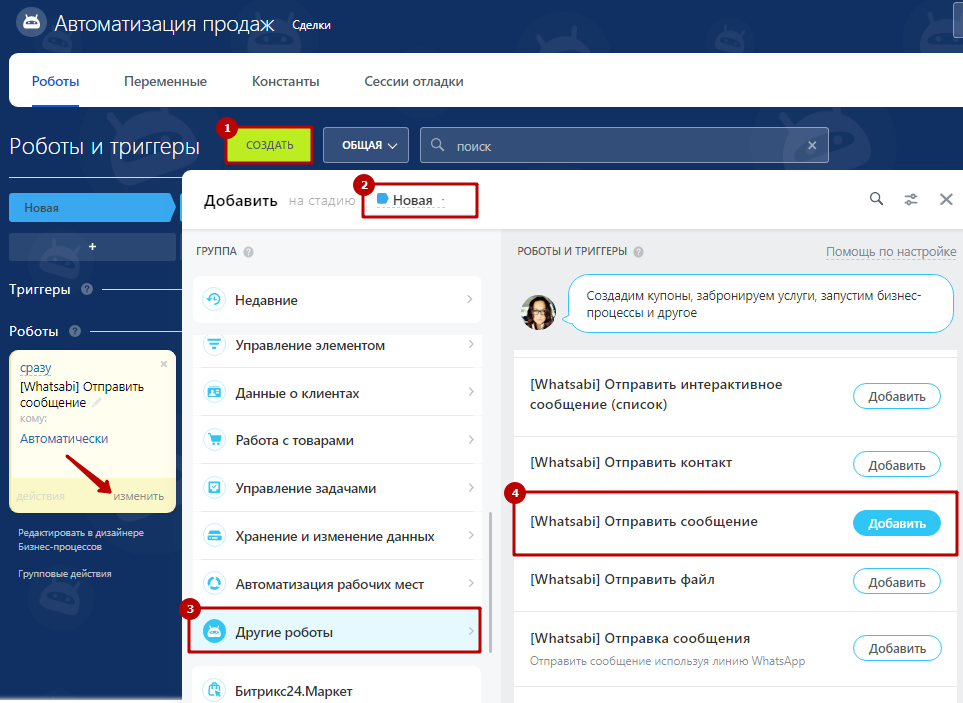 Автоматизация продаж Сделки
Роботы Переменные Константы Сессии отладки
Роботы и триггеры
1
СОЗДАТЬ
ОБЩАЯ
поиск
Новая
+
Триггеры ?
Роботы ?
сразу
[Whatsabi] Отправить
сообщение
кому:
Автоматически
действия изменить
Редактировать в дизайнере
Бизнес-процессов
Групповые действия
Добавить на стадию
2
Новая
ГРУППА ?
Недавние
Управление элементом
Данные о клиентах
Работа с товарами
Управление задачами
Хранение и изменение данных
Автоматизация рабочих мест
3
Другие роботы
Битрикс24.Маркет
РОБОТЫ И ТРИГГЕРЫ ?
Помощь по настройке
Создадим купоны, забронируем услуги, запустим бизнес-
процессы и другое
[Whatsabi] Отправить интерактивное
сообщение (список)
Добавить
[Whatsabi] Отправить контакт
Добавить
4
[Whatsabi] Отправить сообщение
Добавить
[Whatsabi] Отправить файл
Добавить
[Whatsabi] Отправка сообщения
Отправить сообщение используя линию WhatsApp
Добавить